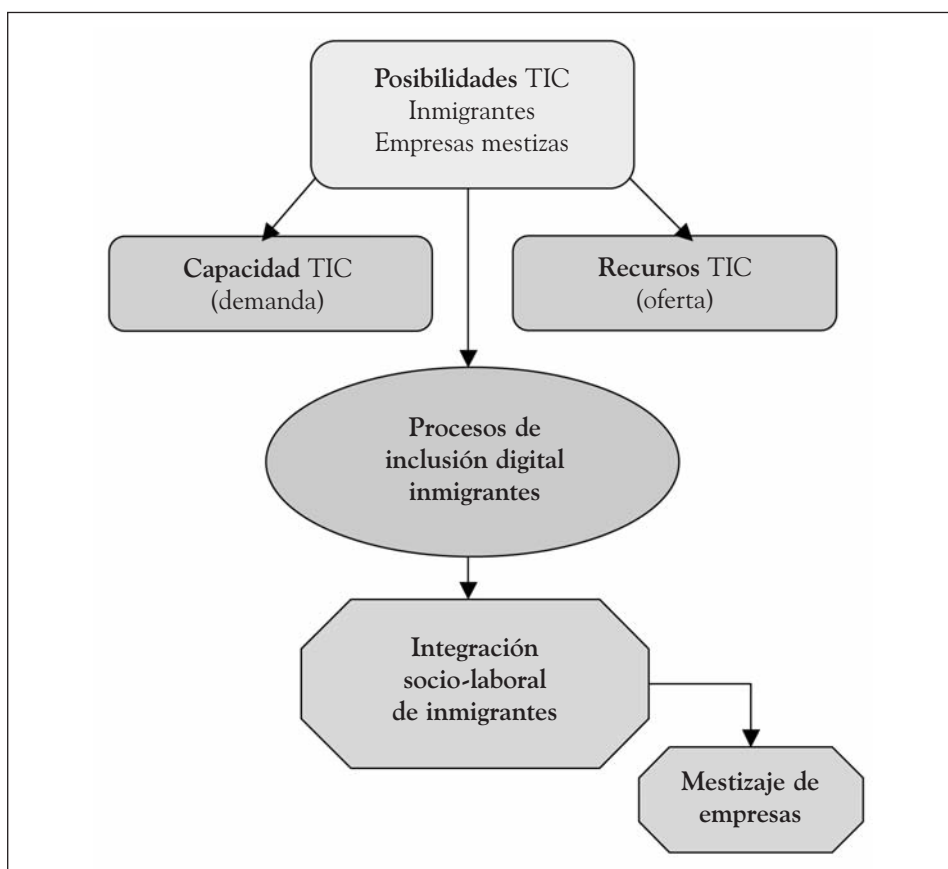 Posibilidades TIC
Inmigrantes
Empresas mestizas
Capacidad TIC
(demanda)
Recursos TIC
(oferta)
Procesos de
inclusión digital
inmigrantes
Integración
socio-laboral
de inmigrantes
Mestizaje de
empresas